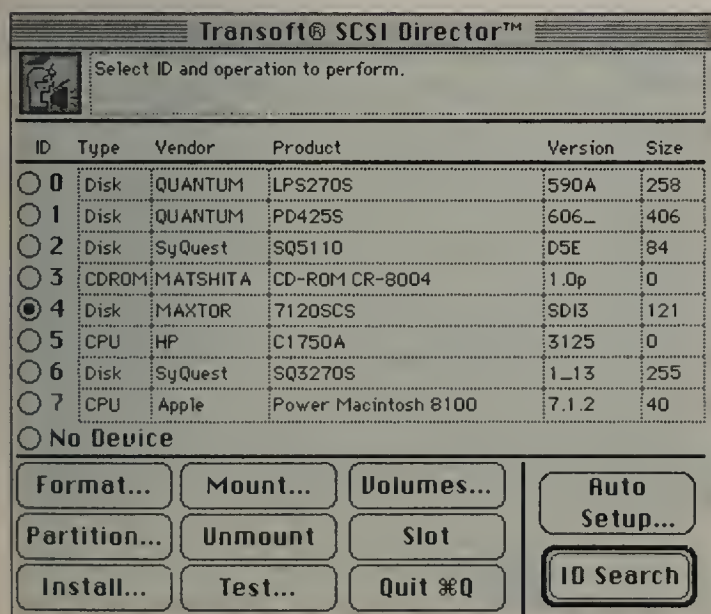 Transoft® SCSI Director™
Select ID and operation to perform.
ID Type Vendor Product Version Size
0 Disk QUANTUM LPS270S 590A 258
1 Disk QUANTUM PD425S 606_ 406
2 Disk SyQuest SQ5110 D5E 84
3 CDROM MATSHITA CD-ROM CR-8004 1.0p 0
4 Disk MAXTOR 7120SCS SDI3 121
5 CPU HP C1750A 3125 0
6 Disk SyQuest SQ3270S 1_13 255
7 CPU Apple Power Macintosh 8100 7.1.2 40
No Device
Format... Mount... Volumes... Auto Setup...
Partition... Unmount Slot
Install... Test... Quit ⌘Q ID Search